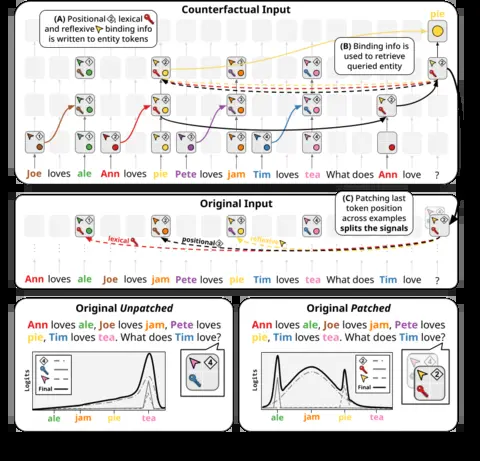 Counterfactual Input
(A) Positional ②, lexical
and reflexive binding info
is written to entity tokens
pie
(B) Binding info is
used to retrieve
queried entity
Joe loves ale Ann loves pie Pete loves jam Tim loves tea What does Ann love ?
Original Input
(C) Patching last
token position
across examples
splits the signals
lexical
positional ②
reflexive
Ann loves ale Joe loves jam Pete loves pie Tim loves tea What does Tim love ?
Original Unpatched
Ann loves ale, Joe loves jam, Pete loves
pie, Tim loves tea. What does Tim love?
Logits
④
Final
④
ale jam pie tea
Original Patched
Ann loves ale, Joe loves jam, Pete loves
pie, Tim loves tea. What does Tim love?
Logits
②
Final
②
ale jam pie tea